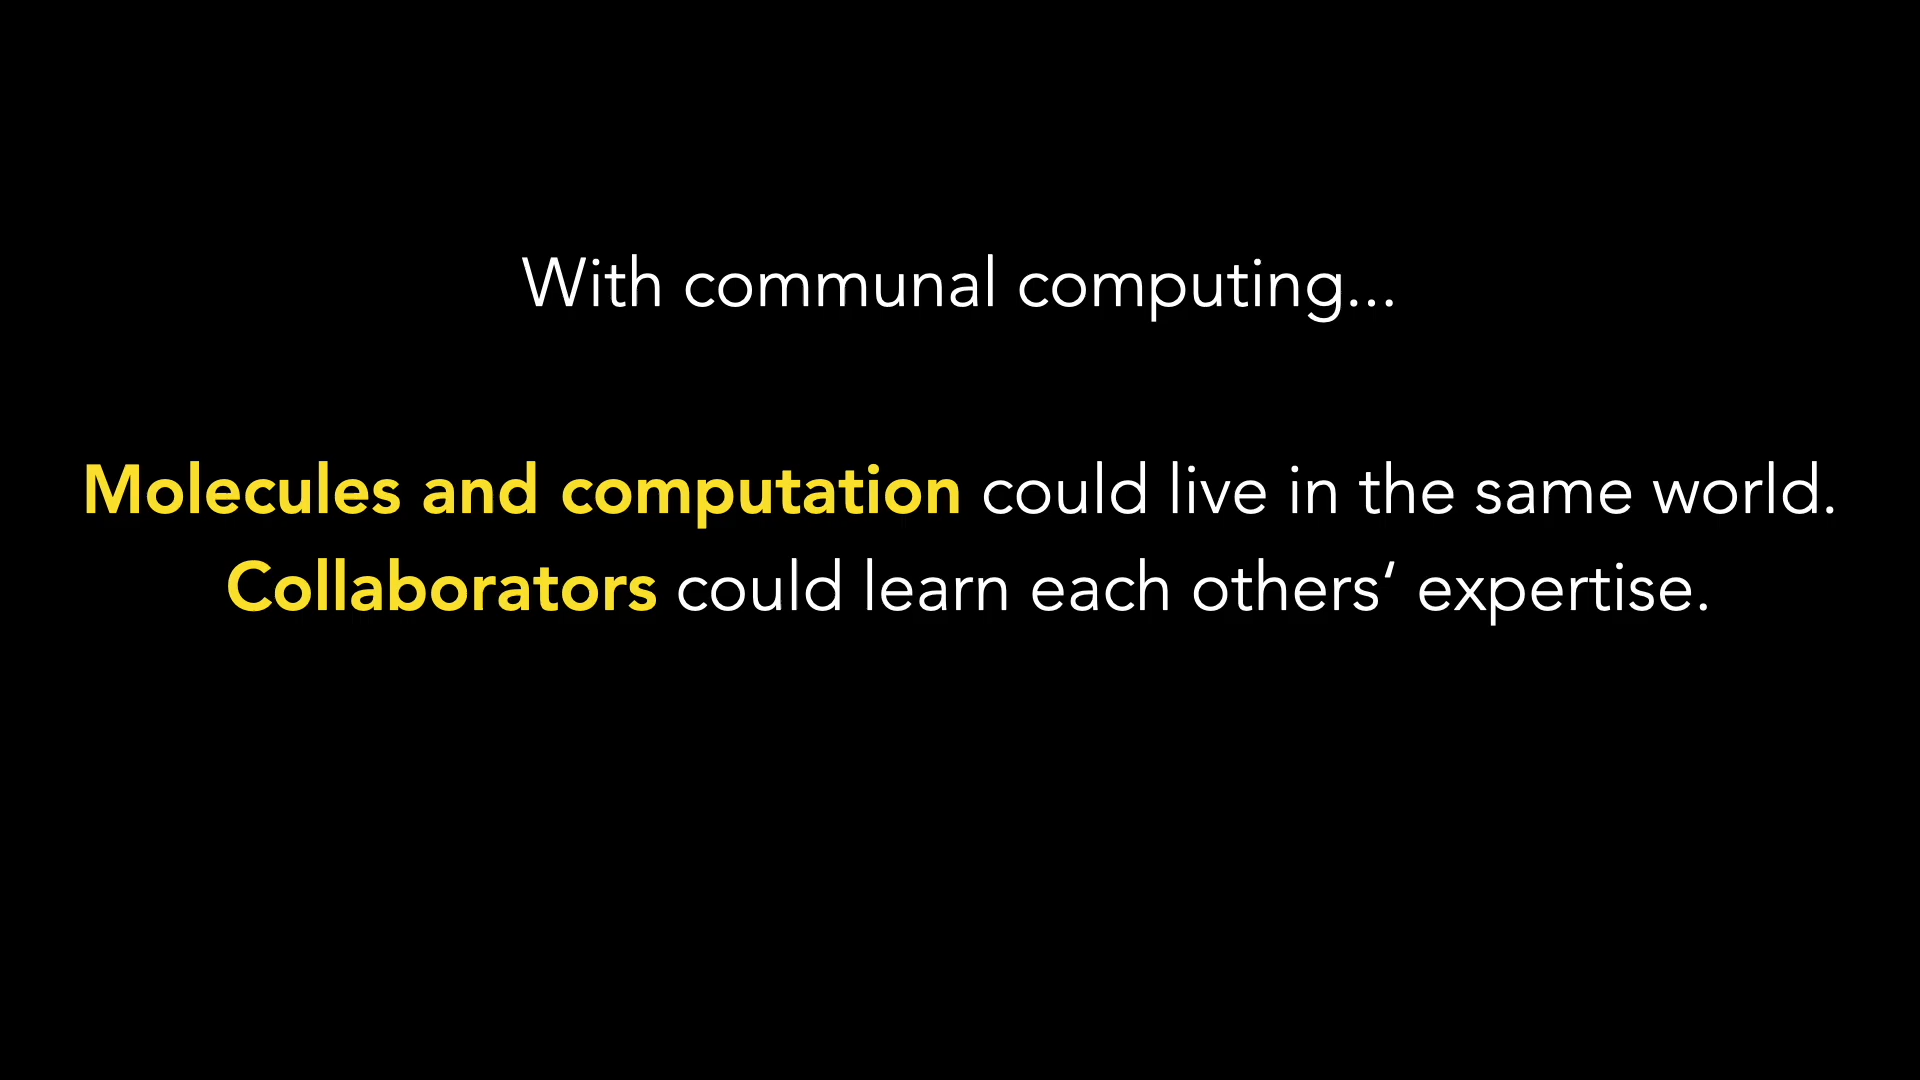 With communal computing...
Molecules and computation could live in the same world.
Collaborators could learn each others‘ expertise.